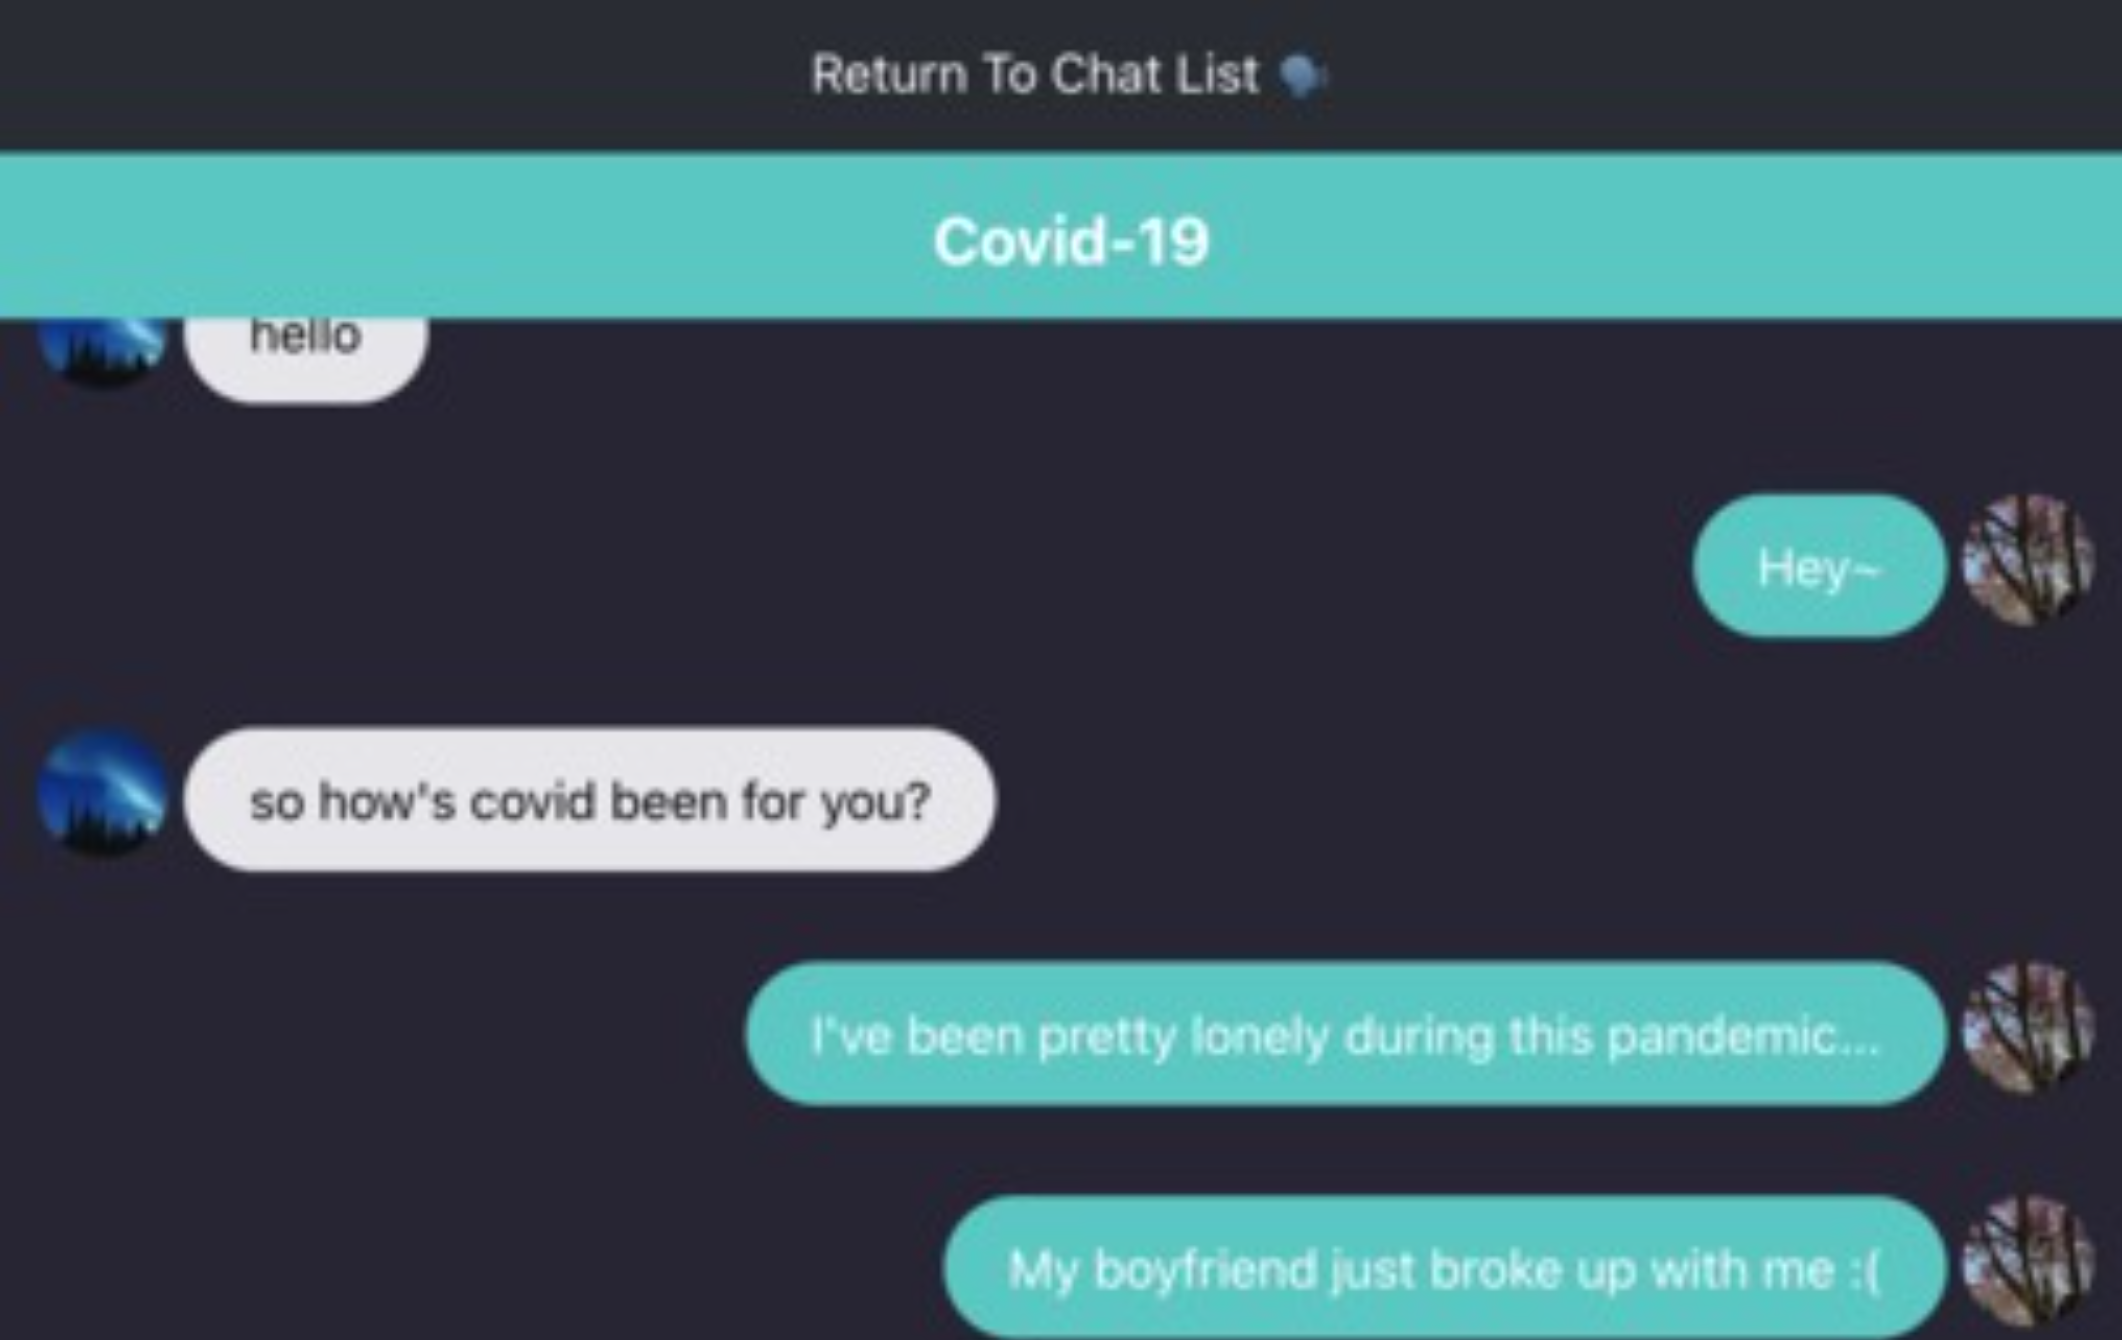 Return To Chat List
Covid-19
hello
Hey~
so how's covid been for you?
I've been pretty lonely during this pandemic...
My boyfriend just broke up with me :(